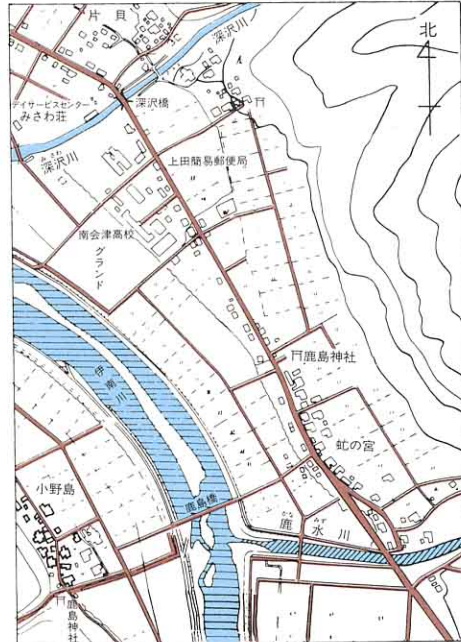 片貝
深沢川
北
デイサービスセンター
みさわ荘
深沢橋
みさわ
深沢川
上田簡易郵便局
南会津高校
グランド
鹿島神社
伊南川
虻の宮
小野島
鹿島橋
鹿水川
鹿島神社